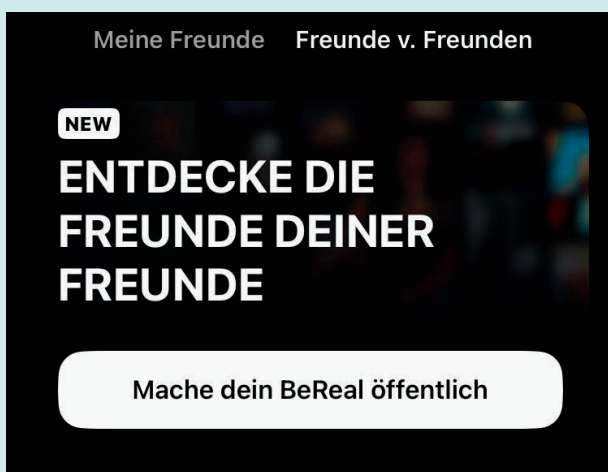 Meine Freunde Freunde v. Freunden
NEW
ENTDECKE DIE
FREUNDE DEINER
FREUNDE
Mache dein BeReal öffentlich